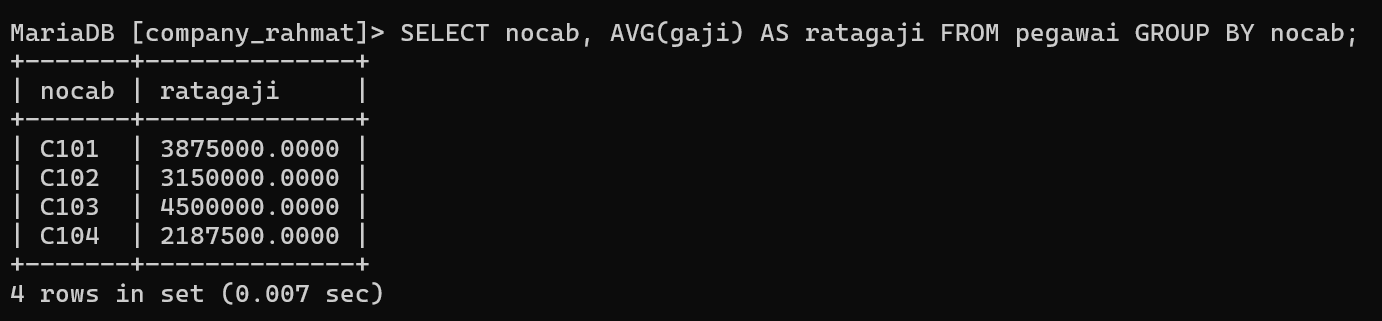 MariaDB [company_rahmat]> SELECT nocab, AVG(gaji) AS ratagaji FROM pegawai GROUP BY nocab;
+-------+--------------+
| nocab | ratagaji     |
+-------+--------------+
| C101  | 3875000.0000 |
| C102  | 3150000.0000 |
| C103  | 4500000.0000 |
| C104  | 2187500.0000 |
+-------+--------------+
4 rows in set (0.007 sec)